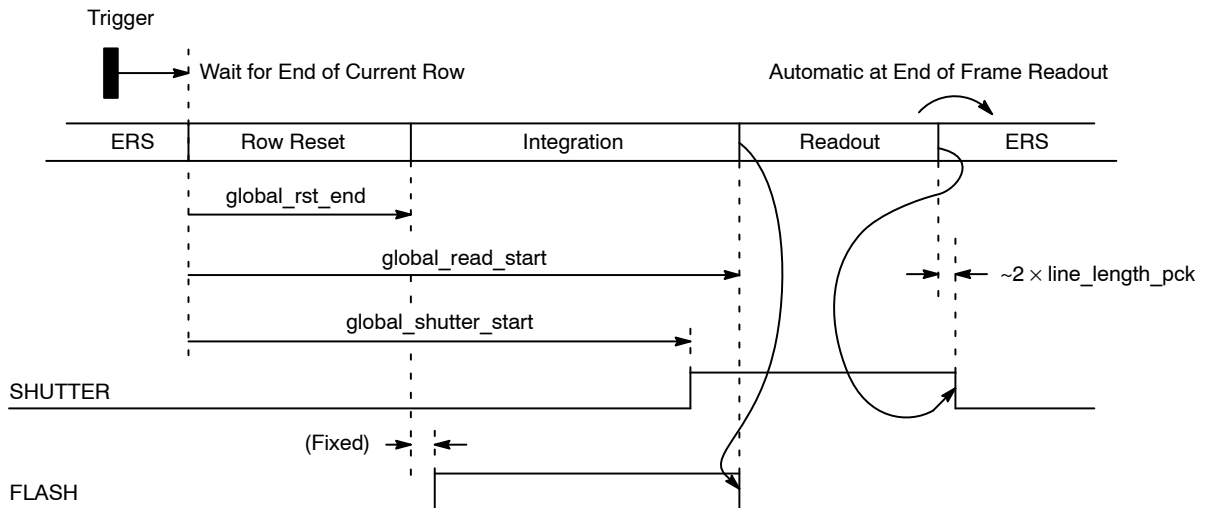 Trigger
Wait for End of Current Row
Automatic at End of Frame Readout
ERS
Row Reset
Integration
Readout
ERS
global_rst_end
global_read_start
~2 × line_length_pck
global_shutter_start
SHUTTER
(Fixed)
FLASH